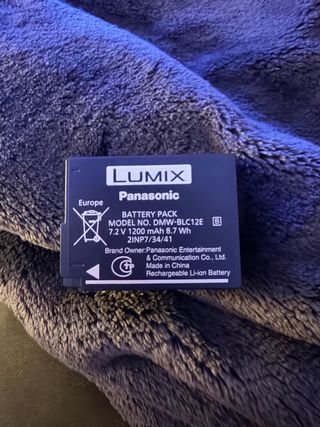 LUMIX
Panasonic
Europe
BATTERY PACK
MODEL NO. DMW-BLC12E
B
7.2 V 1200 mAh 8.7 Wh
2INP7/34/41
Brand Owner:Panasonic Entertainment
& Communication Co., Ltd.
Made in China
Rechargeable Li-ion Battery